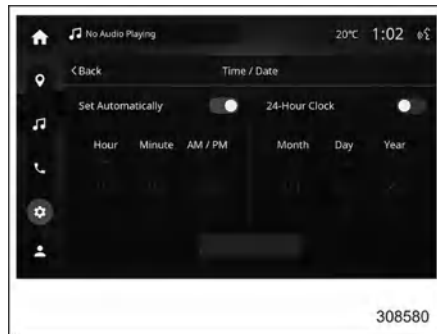 No Audio Playing 20°C 1:02
<Back Time / Date
Set Automatically 24-Hour Clock
Hour Minute AM / PM Month Day Year
308580